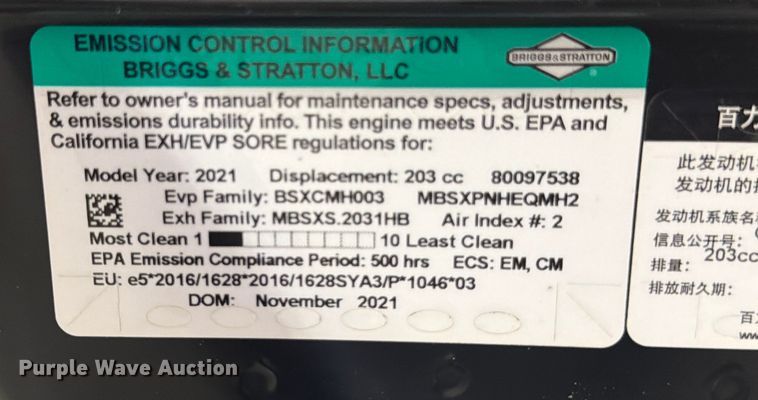 EMISSION CONTROL INFORMATION
BRIGGS & STRATTON, LLC
BRIGGS&STRATTON
®
Refer to owner's manual for maintenance specs, adjustments,
& emissions durability info. This engine meets U.S. EPA and
California EXH/EVP SORE regulations for:
Model Year: 2021 Displacement: 203 cc 80097538
Evp Family: BSXCMH003 MBSXPNHEQMH2
Exh Family: MBSXS.2031HB Air Index #: 2
Most Clean 1 10 Least Clean
EPA Emission Compliance Period: 500 hrs ECS: EM, CM
EU: e5*2016/1628*2016/1628SYA3/P*1046*03
DOM: November 2021
百力
此发动机
发动机的
发动机系族名称
信息公开号:
排量: 203cc
排放耐久期:
百
ww
Purple Wave Auction